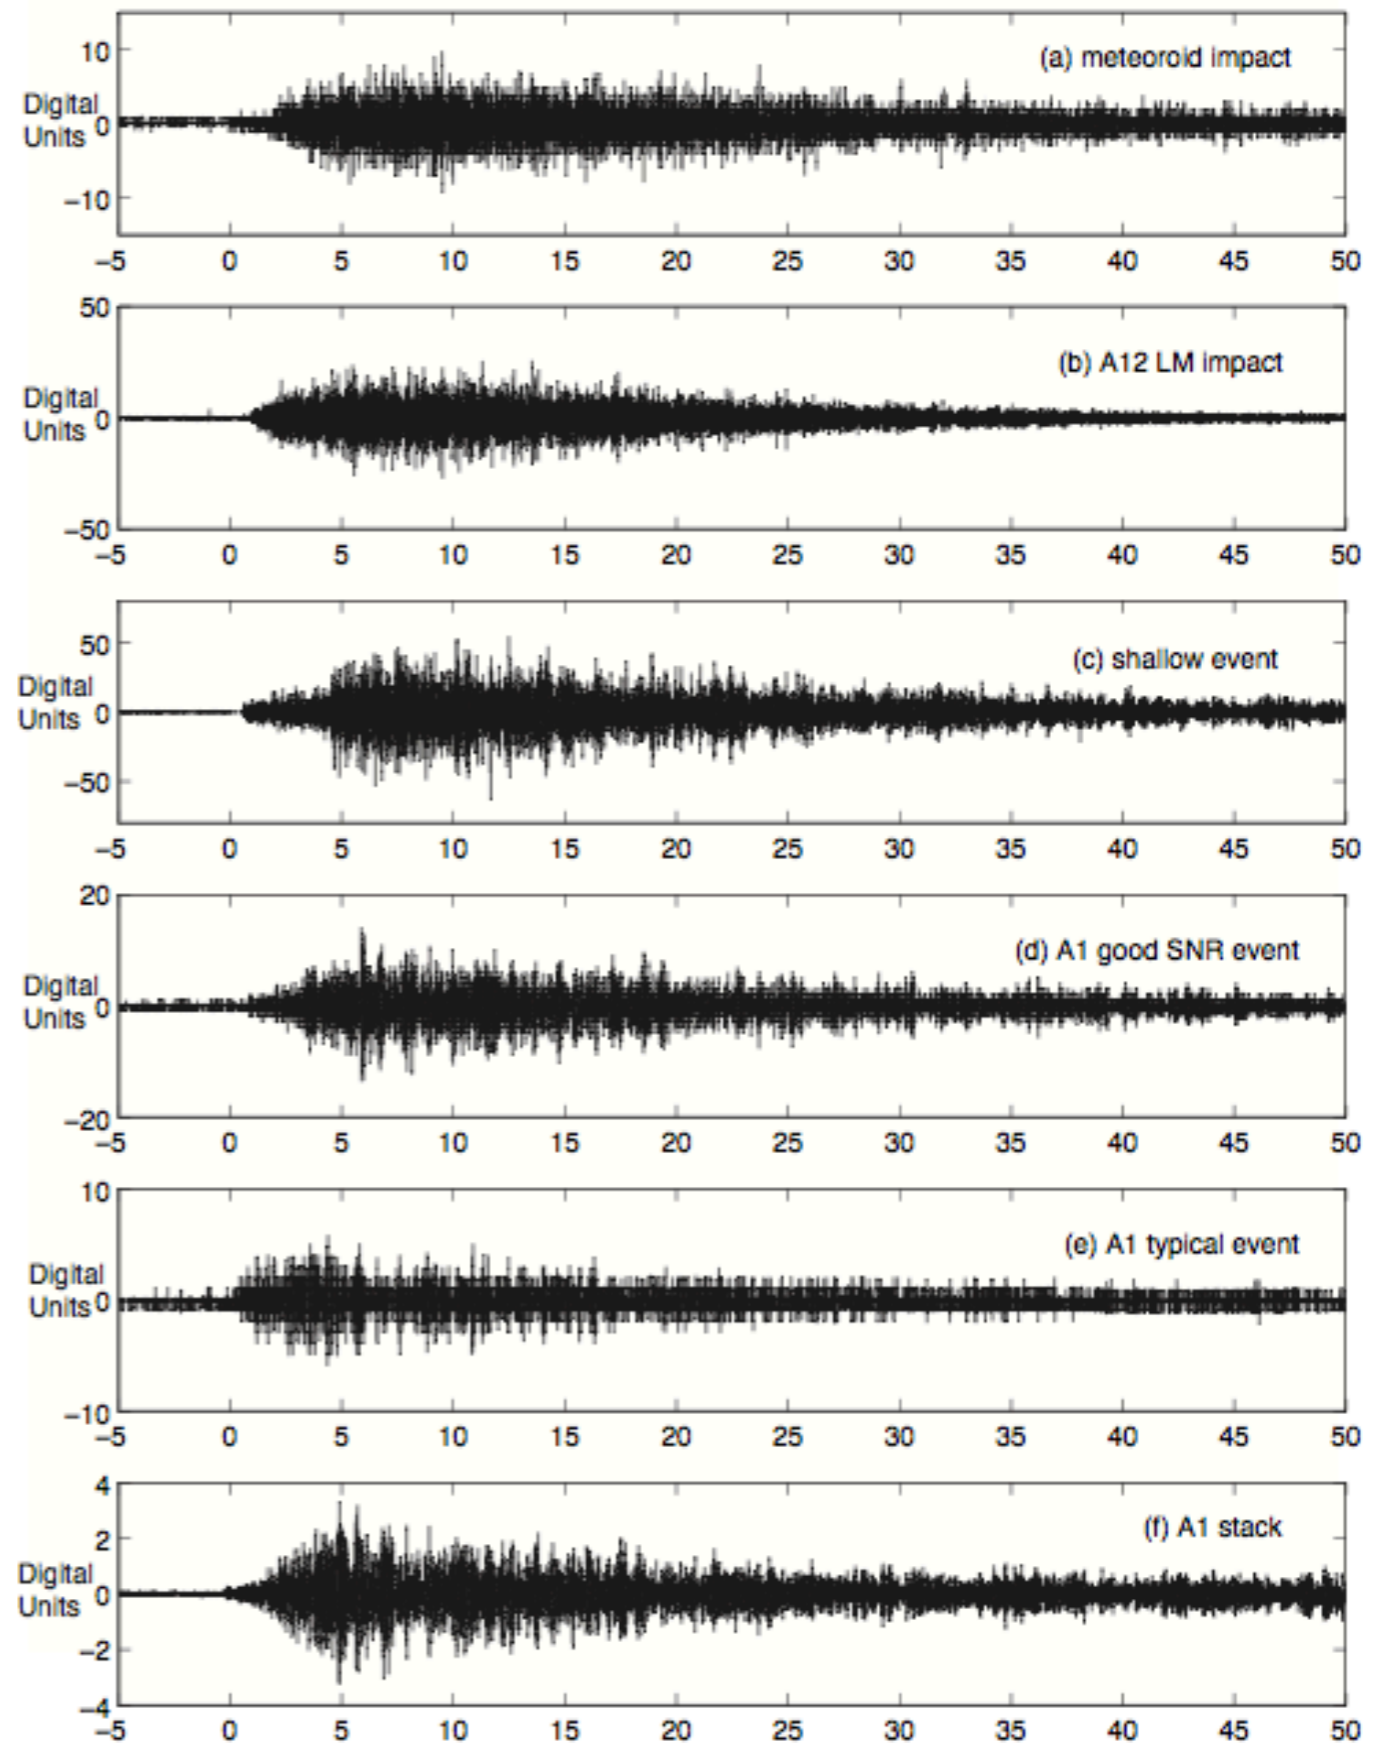 10
(a) meteoroid impact
Digital
Units
0
−10
−5 0 5 10 15 20 25 30 35 40 45 50
50
(b) A12 LM impact
Digital
Units
0
−50
−5 0 5 10 15 20 25 30 35 40 45 50
50
(c) shallow event
Digital
Units
0
−50
−5 0 5 10 15 20 25 30 35 40 45 50
20
(d) A1 good SNR event
Digital
Units
0
−20
−5 0 5 10 15 20 25 30 35 40 45 50
10
(e) A1 typical event
Digital
Units
0
−10
−5 0 5 10 15 20 25 30 35 40 45 50
4
(f) A1 stack
2
Digital
Units
0
−2
−4
−5 0 5 10 15 20 25 30 35 40 45 50